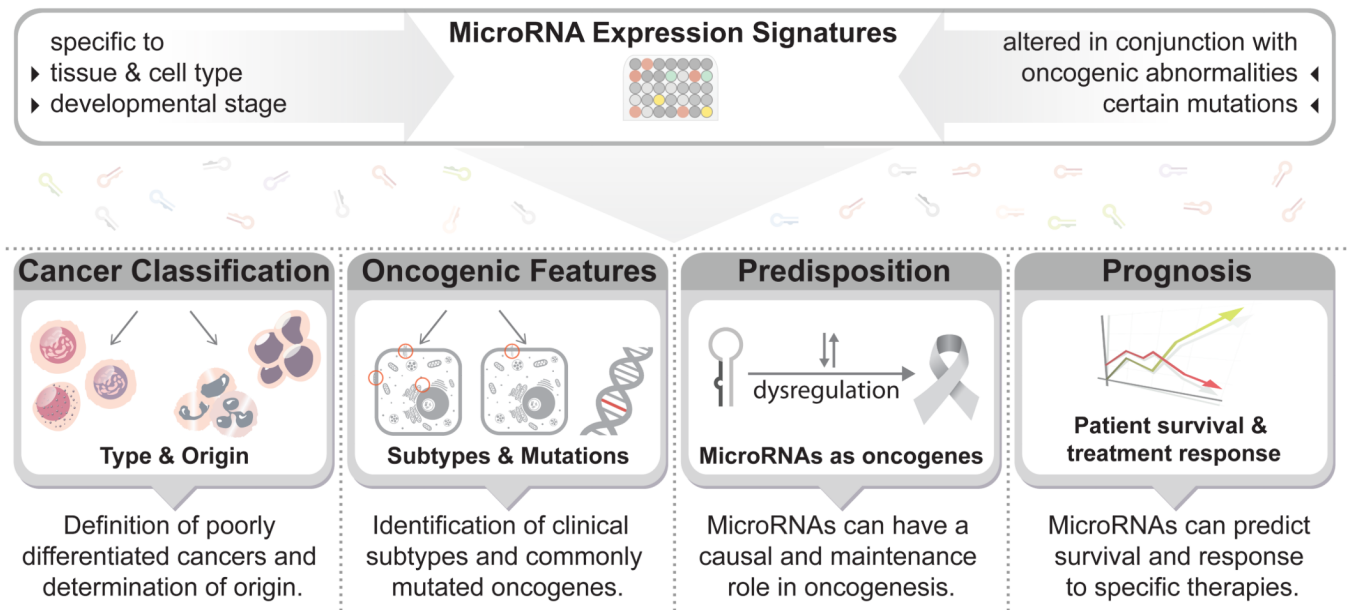 MicroRNA Expression Signatures
specific to
tissue & cell type
developmental stage
altered in conjunction with
oncogenic abnormalities
certain mutations
Cancer Classification
Type & Origin
Definition of poorly
differentiated cancers and
determination of origin.
Oncogenic Features
Subtypes & Mutations
Identification of clinical
subtypes and commonly
mutated oncogenes.
Predisposition
dysregulation
MicroRNAs as oncogenes
MicroRNAs can have a
causal and maintenance
role in oncogenesis.
Prognosis
Patient survival &
treatment response
MicroRNAs can predict
survival and response
to specific therapies.